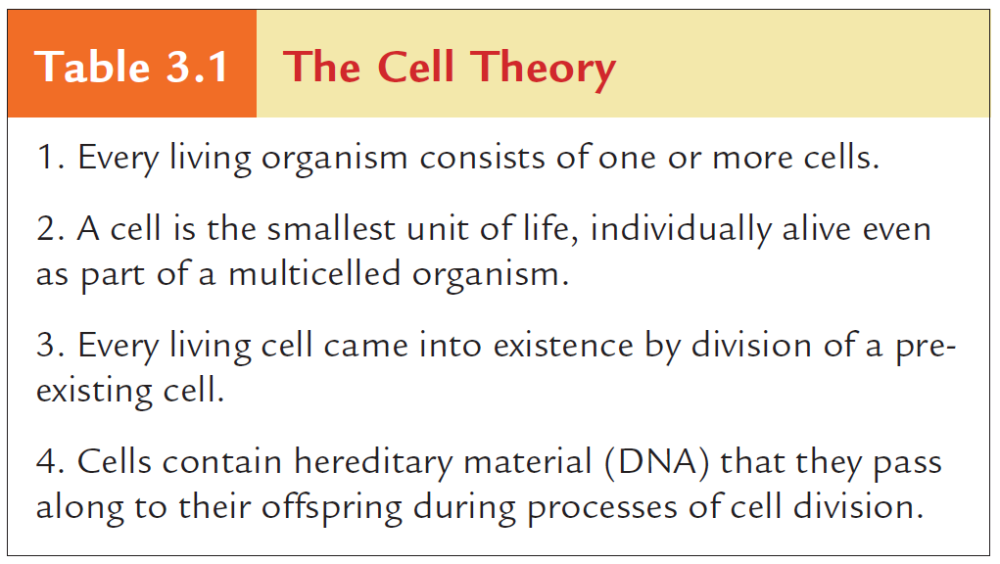 Table 3.1 The Cell Theory
1. Every living organism consists of one or more cells.
2. A cell is the smallest unit of life, individually alive even
as part of a multicelled organism.
3. Every living cell came into existence by division of a pre-
existing cell.
4. Cells contain hereditary material (DNA) that they pass
along to their offspring during processes of cell division.